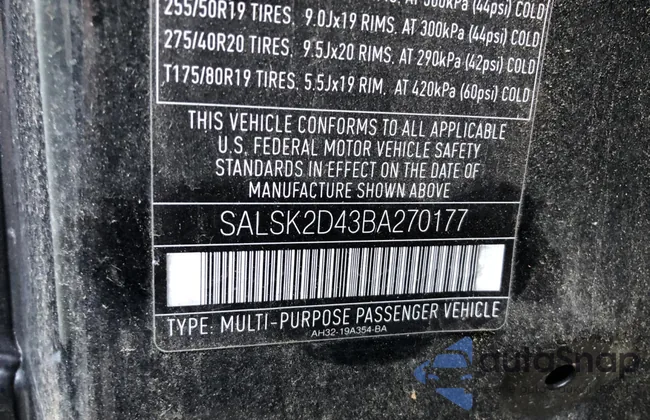 255/50R19 TIRES, 9.0Jx19 RIMS, AT 300kPa (44psi) COLD
275/40R20 TIRES, 9.5Jx20 RIMS, AT 290kPa (42psi) COLD
T175/80R19 TIRES, 5.5Jx19 RIM, AT 420kPa (60psi) COLD
THIS VEHICLE CONFORMS TO ALL APPLICABLE
U.S. FEDERAL MOTOR VEHICLE SAFETY
STANDARDS IN EFFECT ON THE DATE OF
MANUFACTURE SHOWN ABOVE
SALSK2D43BA270177
TYPE: MULTI-PURPOSE PASSENGER VEHICLE
AH32-19A354-BA
autoSnap